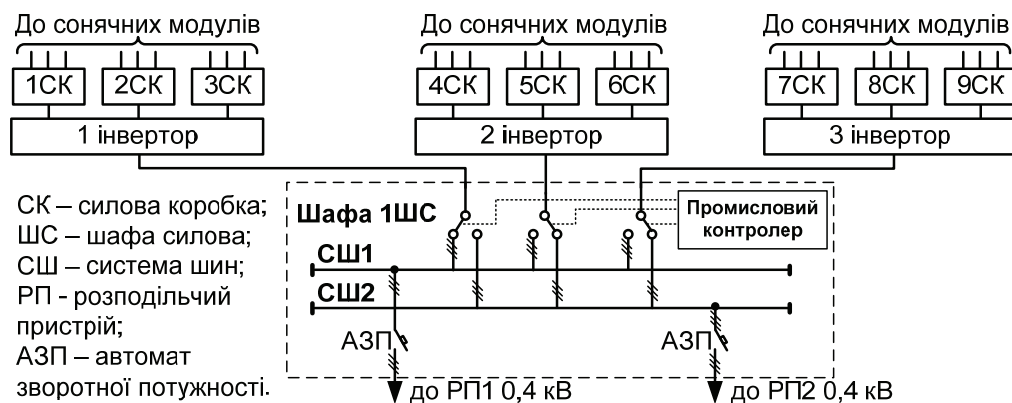 До сонячних модулів До сонячних модулів До сонячних модулів
1СК 2СК 3СК 4СК 5СК 6СК 7СК 8СК 9СК
1 інвертор 2 інвертор 3 інвертор
СК – силова коробка;
ШС – шафа силова;
СШ – система шин;
РП - розподільчий
пристрій;
АЗП – автомат
зворотної потужності.
Шафа 1ШС
Промисловий
контролер
СШ1
СШ2
АЗП АЗП
до РП1 0,4 кВ до РП2 0,4 кВ